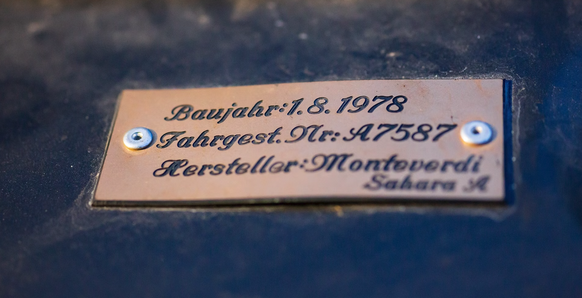 Baujahr: 1.8.1978
Fahrgest. Nr: A7587
Hersteller: Monteverdi
Sahara A